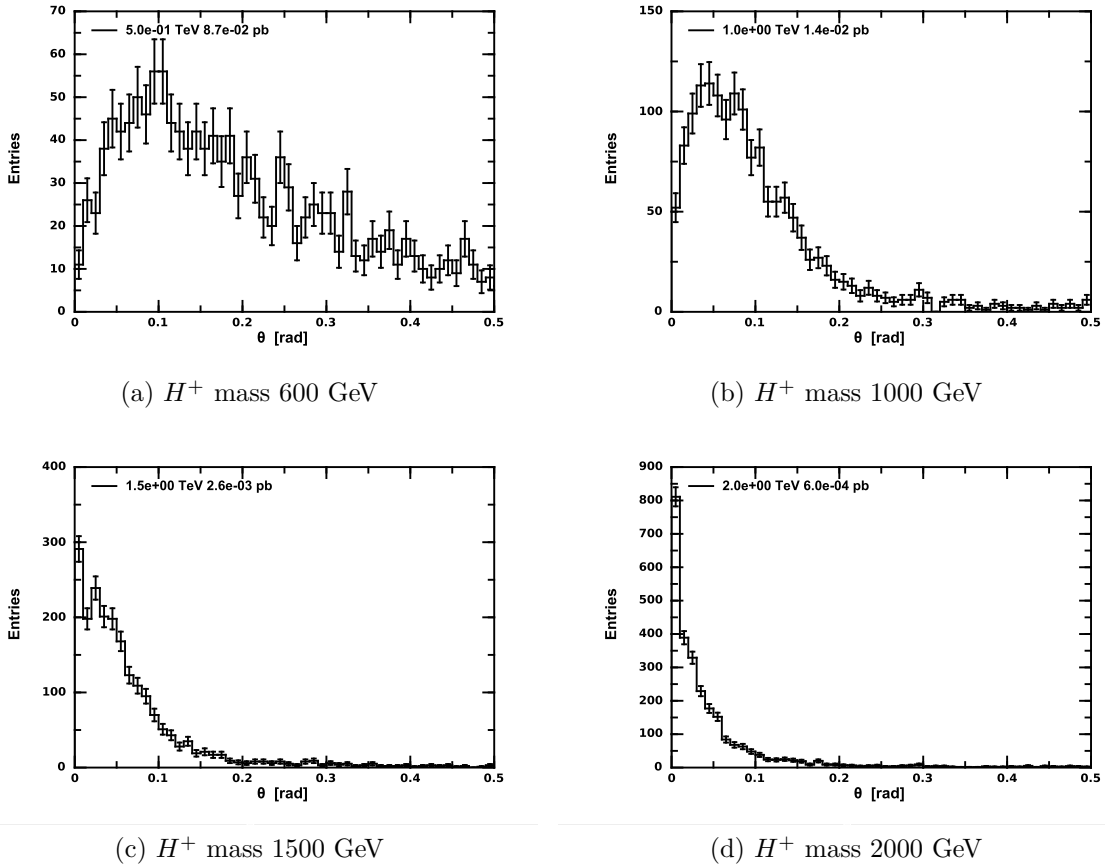 5.0e-01 TeV 8.7e-02 pb
70
60
50
40
30
20
10
0
Entries
0 0.1 0.2 0.3 0.4 0.5
θ [rad]
(a) H⁺ mass 600 GeV
1.0e+00 TeV 1.4e-02 pb
150
100
50
0
Entries
0 0.1 0.2 0.3 0.4 0.5
θ [rad]
(b) H⁺ mass 1000 GeV
1.5e+00 TeV 2.6e-03 pb
400
300
200
100
0
Entries
0 0.1 0.2 0.3 0.4 0.5
θ [rad]
(c) H⁺ mass 1500 GeV
2.0e+00 TeV 6.0e-04 pb
900
800
700
600
500
400
300
200
100
0
Entries
0 0.1 0.2 0.3 0.4 0.5
θ [rad]
(d) H⁺ mass 2000 GeV